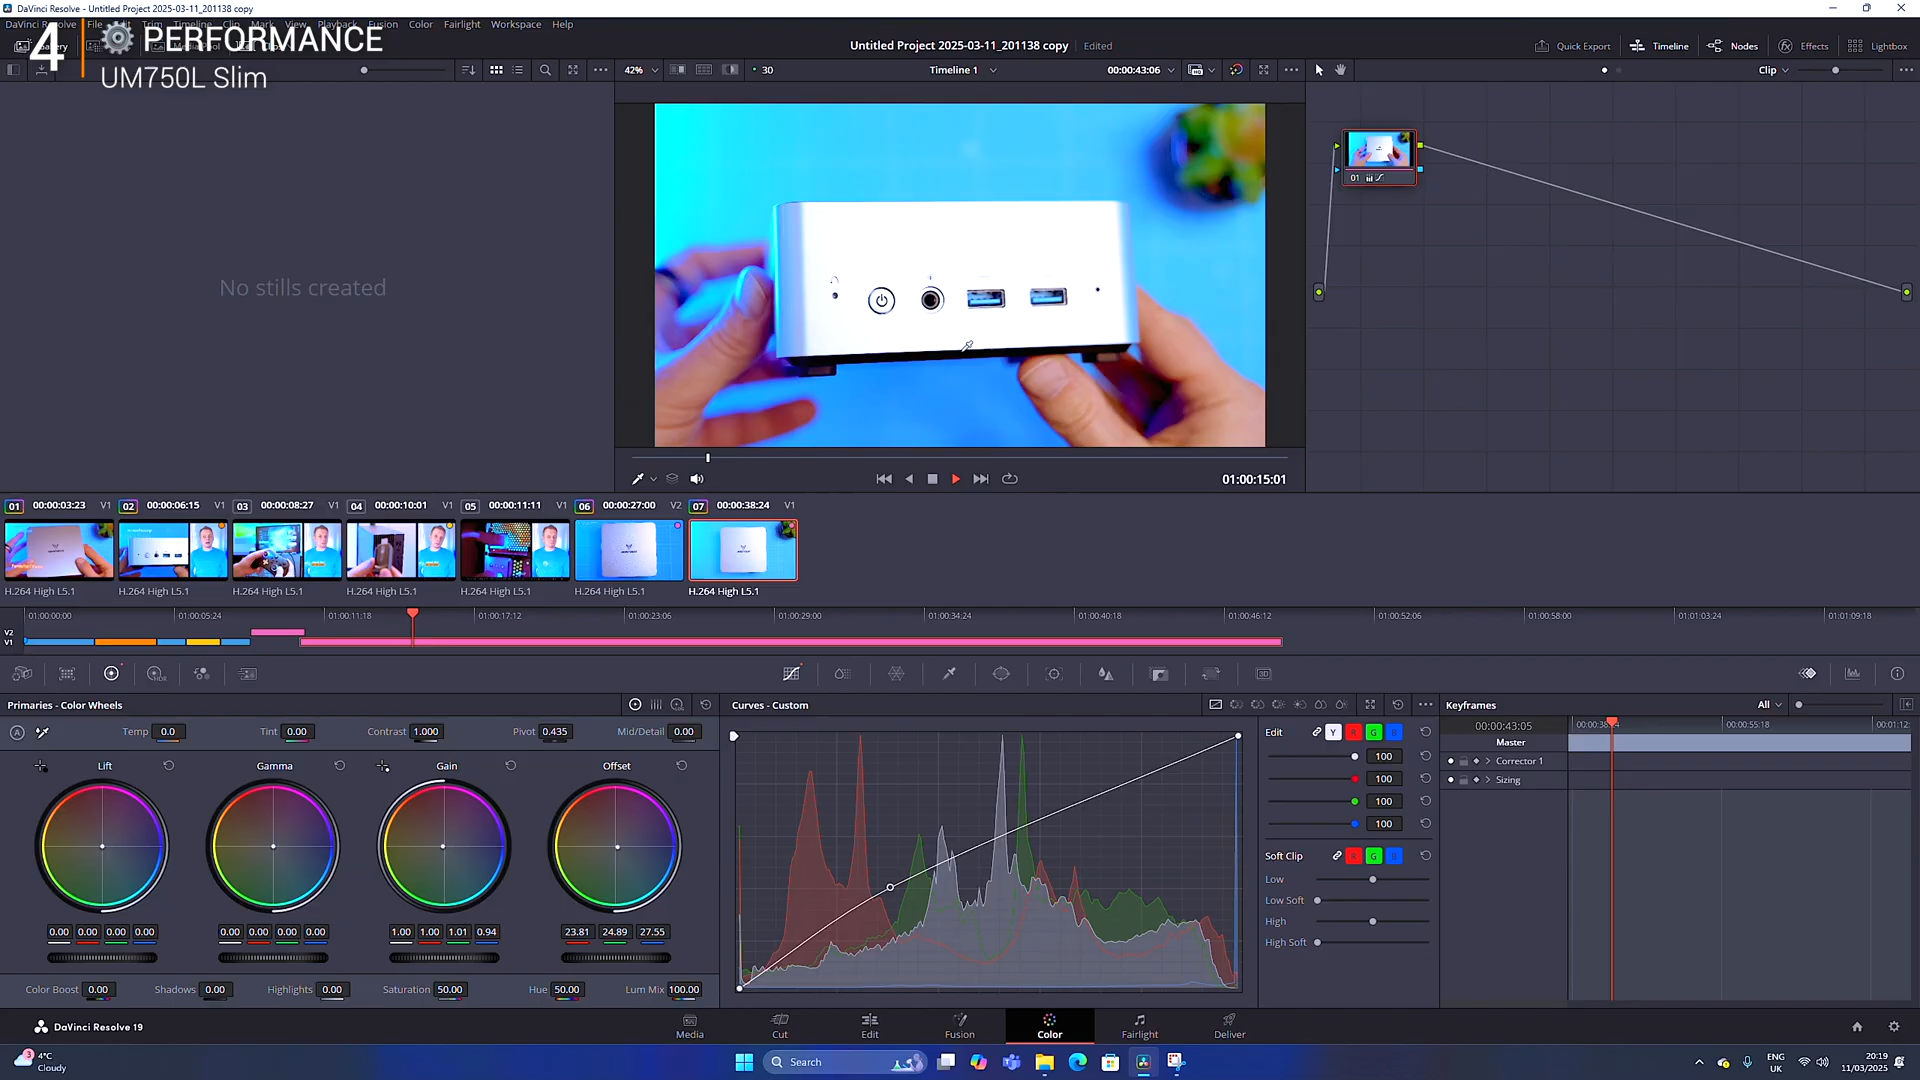 DaVinci Resolve - Untitled Project 2025-03-11_201138 copy
DaVinci Resolve File Trim Timeline Clip Mark View Playback Fusion Color Fairlight Workspace Help
4 PERFORMANCE
UM750L Slim
Untitled Project 2025-03-11_201138 copy Edited
Quick Export Timeline Nodes Effects Lightbox
42% 30 Timeline 1 00:00:43:06 Clip
No stills created
01
01:00:15:01
01 00:00:03:23 V1 02 00:00:06:15 V1 03 00:00:08:27 V1 04 00:00:10:01 V1 05 00:00:11:11 V1 06 00:00:27:00 V2 07 00:00:38:24 V1
H.264 High L5.1 H.264 High L5.1 H.264 High L5.1 H.264 High L5.1 H.264 High L5.1 H.264 High L5.1 H.264 High L5.1
01:00:00:00 01:00:05:24 01:00:11:18 01:00:17:12 01:00:23:06 01:00:29:00 01:00:34:24 01:00:40:18 01:00:46:12 01:00:52:06 01:00:58:00 01:01:03:24 01:01:09:18
V2
V1
HDR 3D
Primaries - Color Wheels Curves - Custom Keyframes All
A Temp 0.0 Tint 0.00 Contrast 1.000 Pivot 0.435 Mid/Detail 0.00
Edit Y R G B
00:00:43:05 00:00:55:18 00:01:12:
Master
Lift Gamma Gain Offset
100
100
100
100
Corrector 1
Sizing
Soft Clip R G B
Low
Low Soft
High
High Soft
0.00 0.00 0.00 0.00 0.00 0.00 0.00 0.00 1.00 1.00 1.01 0.94 23.81 24.89 27.55
Color Boost 0.00 Shadows 0.00 Highlights 0.00 Saturation 50.00 Hue 50.00 Lum Mix 100.00
DaVinci Resolve 19
Media Cut Edit Fusion Color Fairlight Deliver
3 4°C
Cloudy
Search
ENG
UK
20:19
11/03/2025